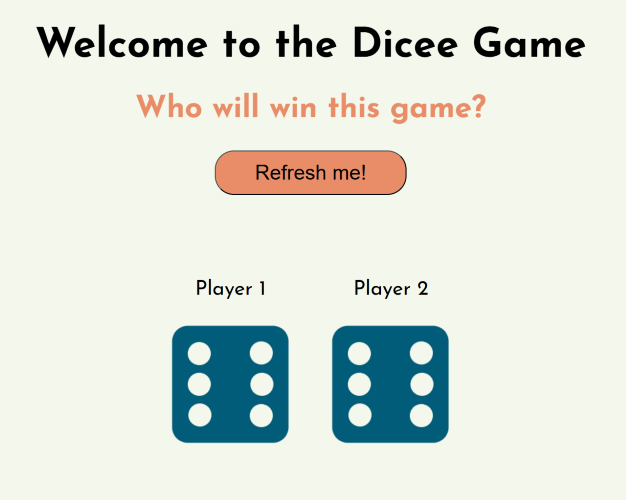 Welcome to the Dicee Game
Who will win this game?
Refresh me!
Player 1 Player 2